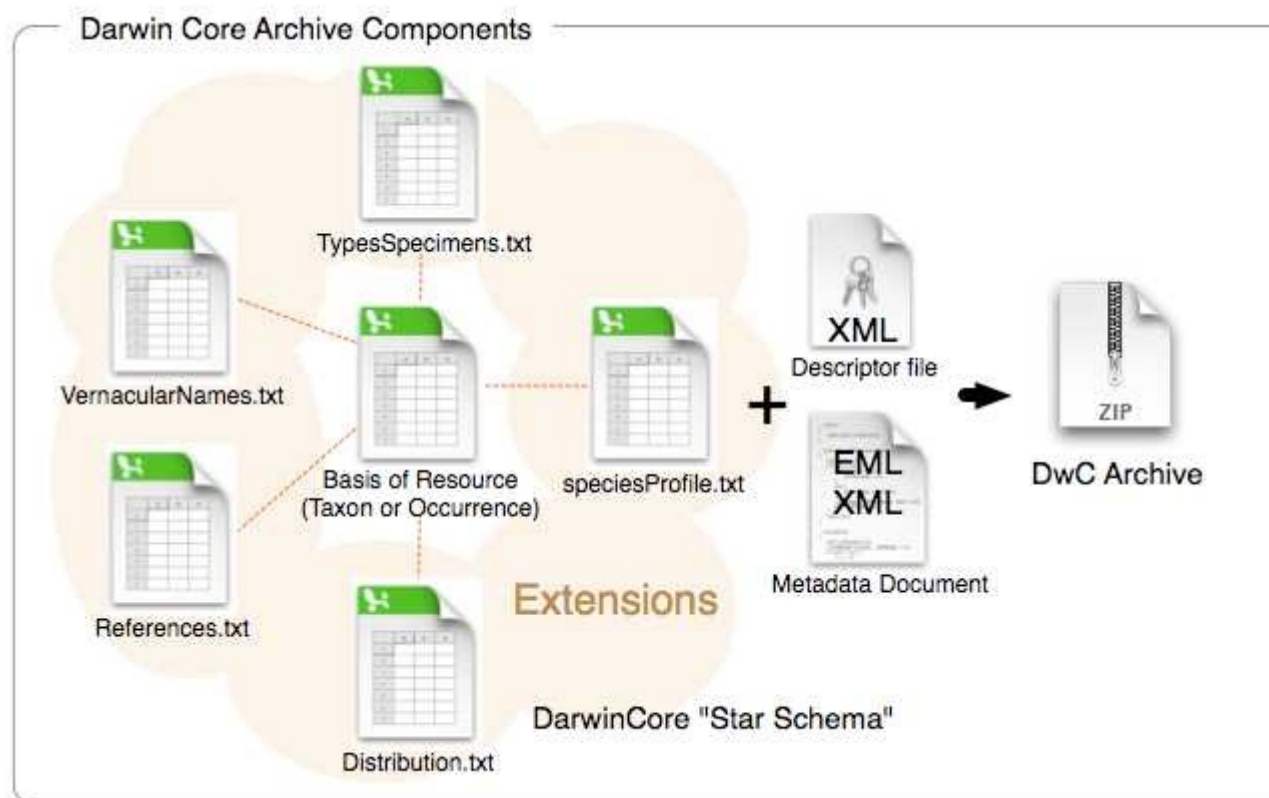 Darwin Core Archive Components
TypesSpecimens.txt
VernacularNames.txt
Basis of Resource
(Taxon or Occurrence)
speciesProfile.txt
References.txt
Distribution.txt
Extensions
DarwinCore "Star Schema"
+
XML
Descriptor file
EML
XML
Metadata Document
ZIP
DwC Archive